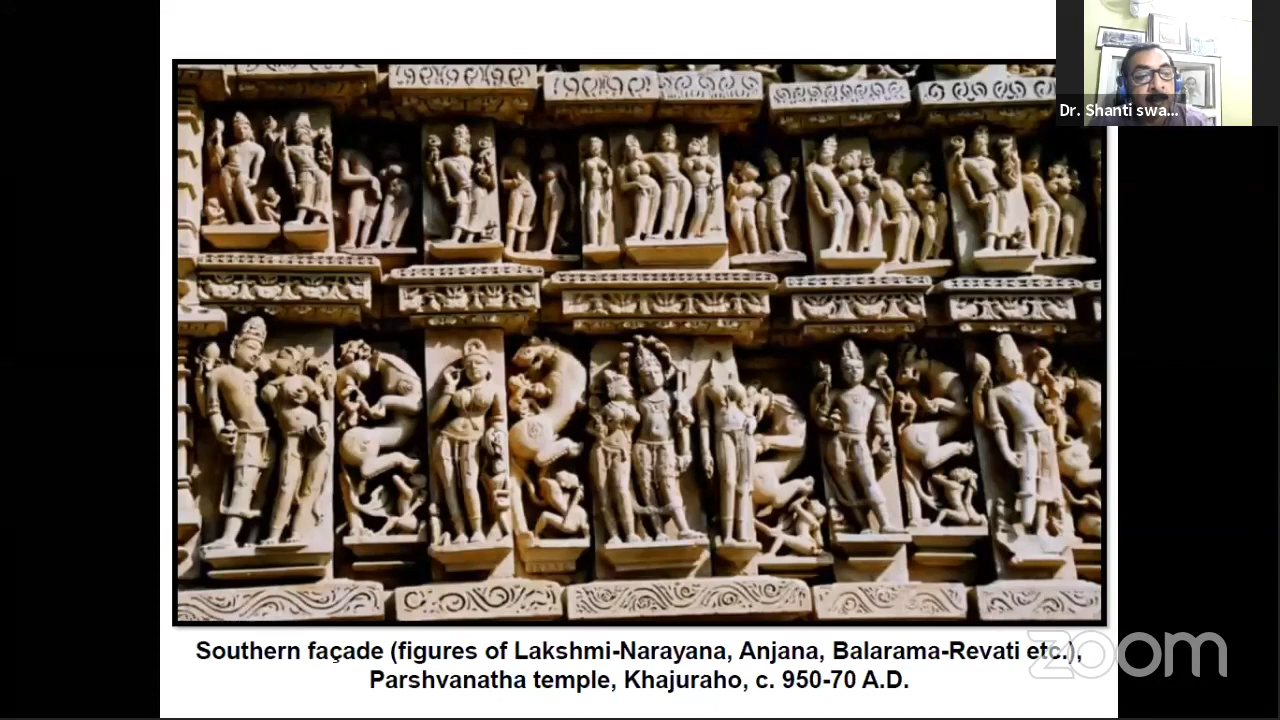 Dr. Shanti swa...
Southern façade (figures of Lakshmi-Narayana, Anjana, Balarama-Revati etc.),
Parshvanatha temple, Khajuraho, c. 950-70 A.D.
zoom